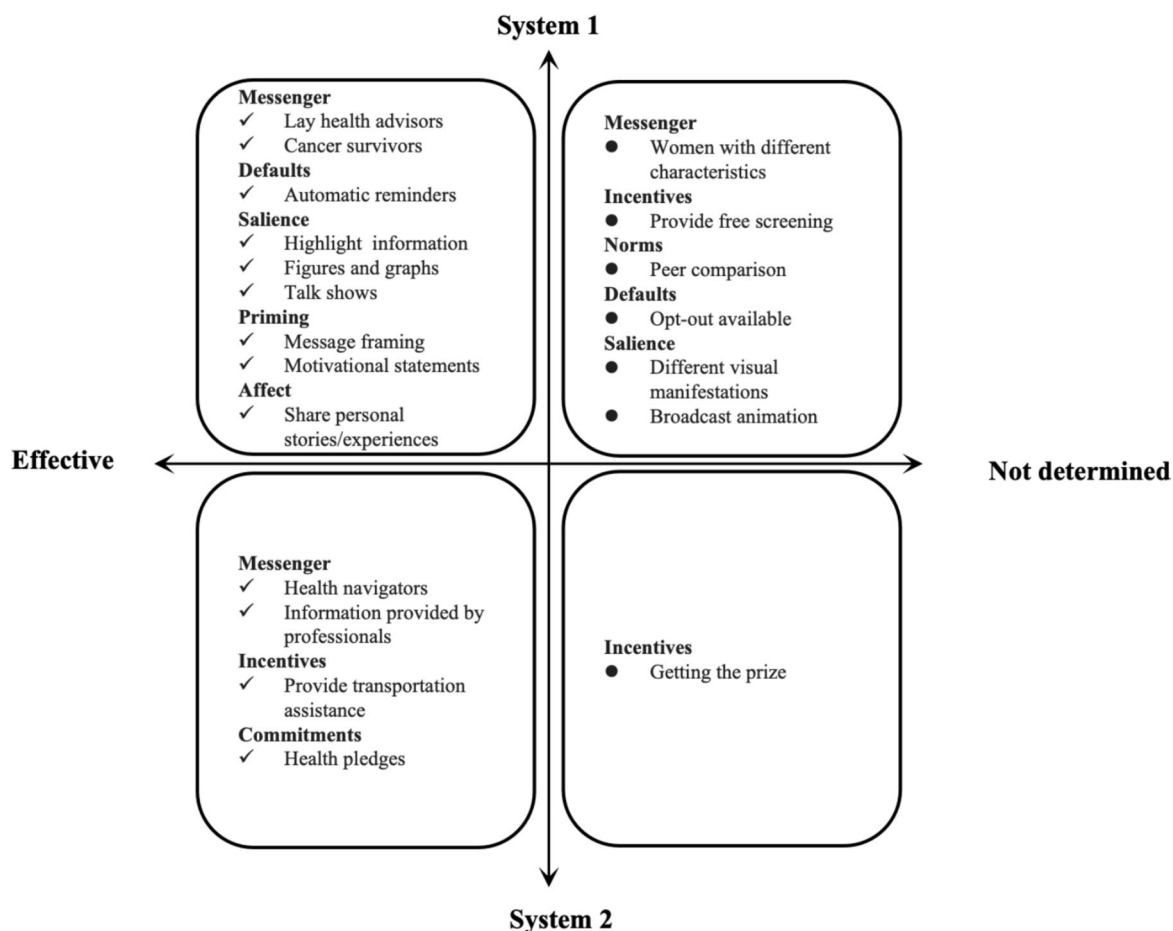 System 1
Messenger
✓ Lay health advisors
✓ Cancer survivors
Defaults
✓ Automatic reminders
Salience
✓ Highlight information
✓ Figures and graphs
✓ Talk shows
Priming
✓ Message framing
✓ Motivational statements
Affect
✓ Share personal
stories/experiences
Messenger
● Women with different
characteristics
Incentives
● Provide free screening
Norms
● Peer comparison
Defaults
● Opt-out available
Salience
● Different visual
manifestations
● Broadcast animation
Effective
Not determined
Messenger
✓ Health navigators
✓ Information provided by
professionals
Incentives
✓ Provide transportation
assistance
Commitments
✓ Health pledges
Incentives
● Getting the prize
System 2